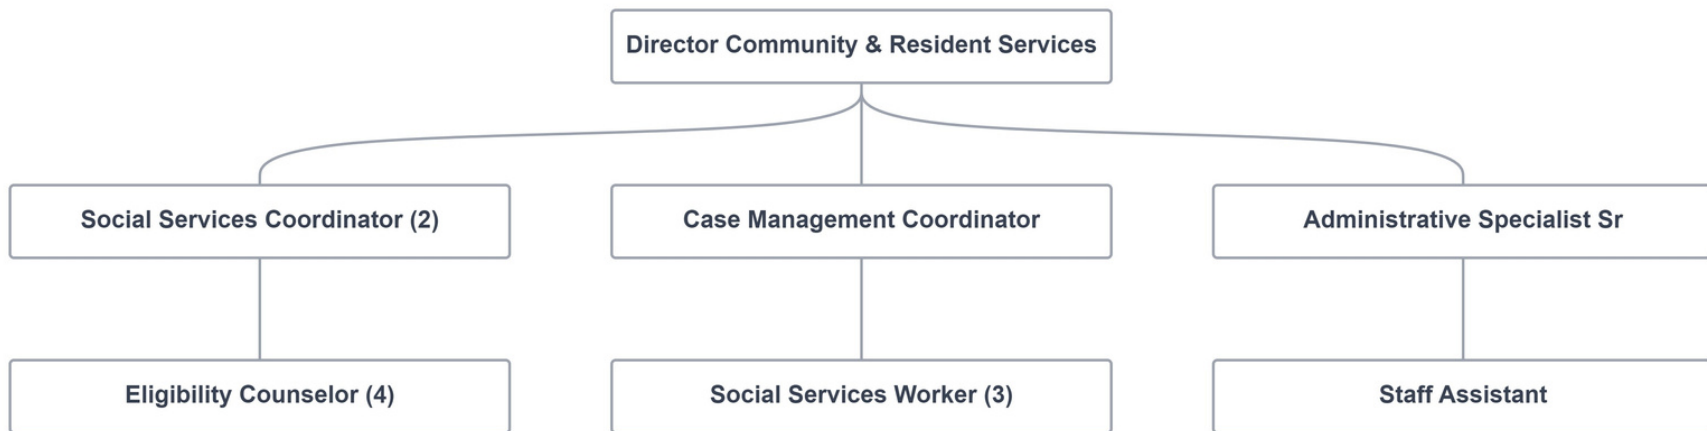 Director Community & Resident Services
Social Services Coordinator (2)
Case Management Coordinator
Administrative Specialist Sr
Eligibility Counselor (4)
Social Services Worker (3)
Staff Assistant